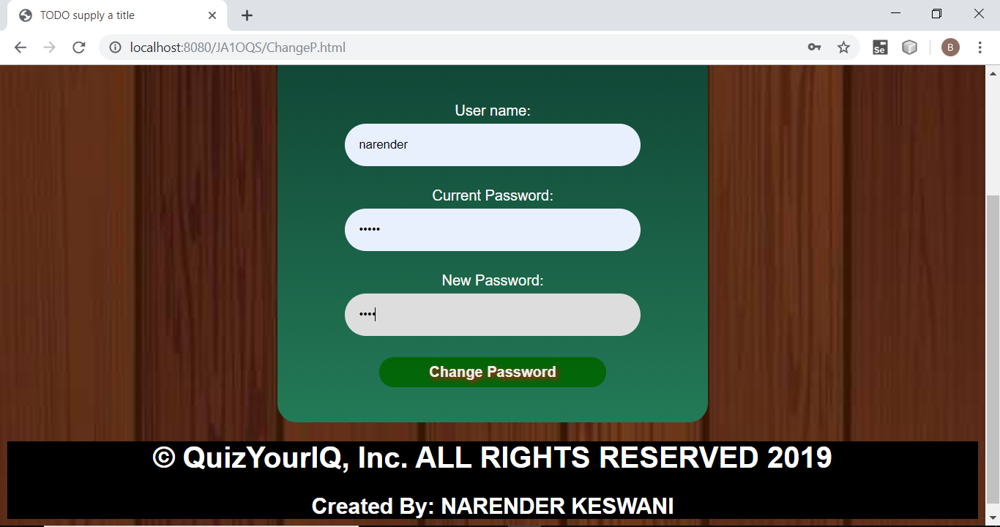 TODO supply a title
localhost:8080/JA1OQS/ChangeP.html
Se
B
User name:
narender
Current Password:
•••••
New Password:
••••
Change Password
© QuizYourIQ, Inc. ALL RIGHTS RESERVED 2019
Created By: NARENDER KESWANI